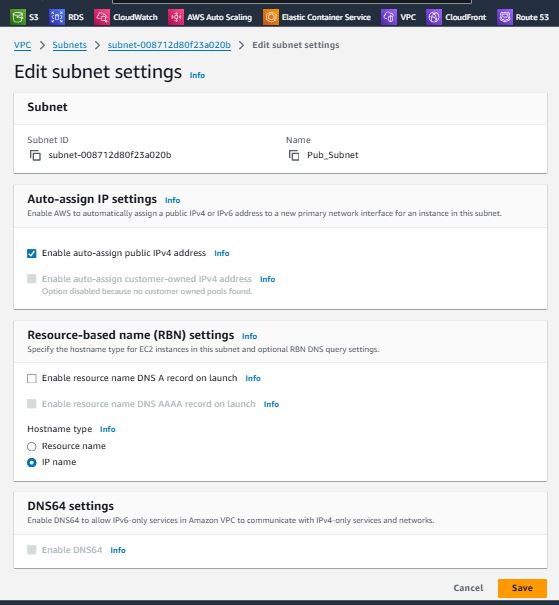 S3 RDS CloudWatch AWS Auto Scaling Elastic Container Service VPC CloudFront Route 53
VPC > Subnets > subnet-008712d80f23a020b > Edit subnet settings
Edit subnet settings Info
Subnet
Subnet ID Name
subnet-008712d80f23a020b Pub_Subnet
Auto-assign IP settings Info
Enable AWS to automatically assign a public IPv4 or IPv6 address to a new primary network interface for an instance in this subnet.
Enable auto-assign public IPv4 address Info
Enable auto-assign customer-owned IPv4 address Info
Option disabled because no customer owned pools found.
Resource-based name (RBN) settings Info
Specify the hostname type for EC2 instances in this subnet and optional RBN DNS query settings.
Enable resource name DNS A record on launch Info
Enable resource name DNS AAAA record on launch Info
Hostname type Info
Resource name
IP name
DNS64 settings
Enable DNS64 to allow IPv6-only services in Amazon VPC to communicate with IPv4-only services and networks.
Enable DNS64 Info
Cancel Save